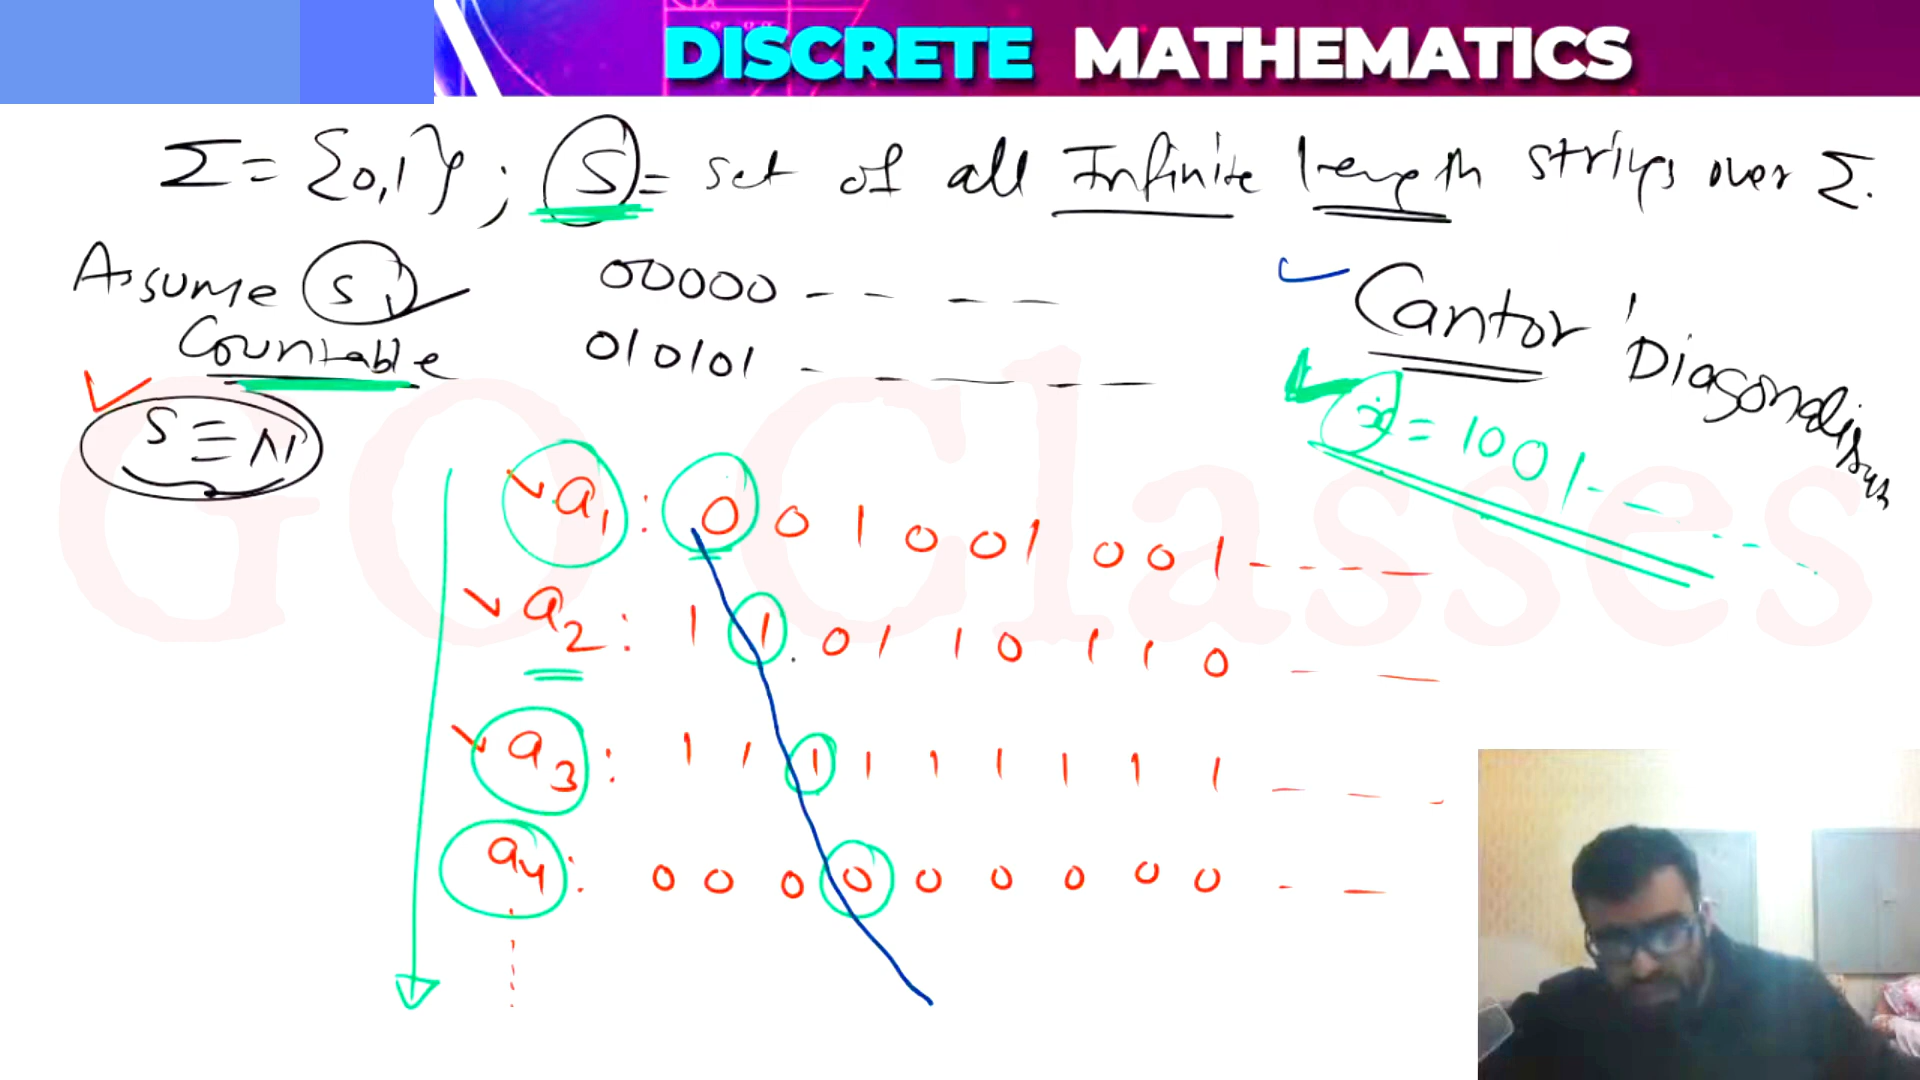 DISCRETE MATHEMATICS
Σ = {0,1} ; S = set of all Infinite length strings over Σ.
Assume S
Countable
S ≡ N
00000 - - - -
010101 - - - - -
Cantor Diagonalisus
x = 1001- - - - -
a1 : 0 0 1 0 0 1 0 0 1 - - - -
a2 : 1 1 0 1 1 0 1 1 0 - -
a3 : 1 1 1 1 1 1 1 1 1 - - -
a4 : 0 0 0 0 0 0 0 0 0 - -
GO Classes